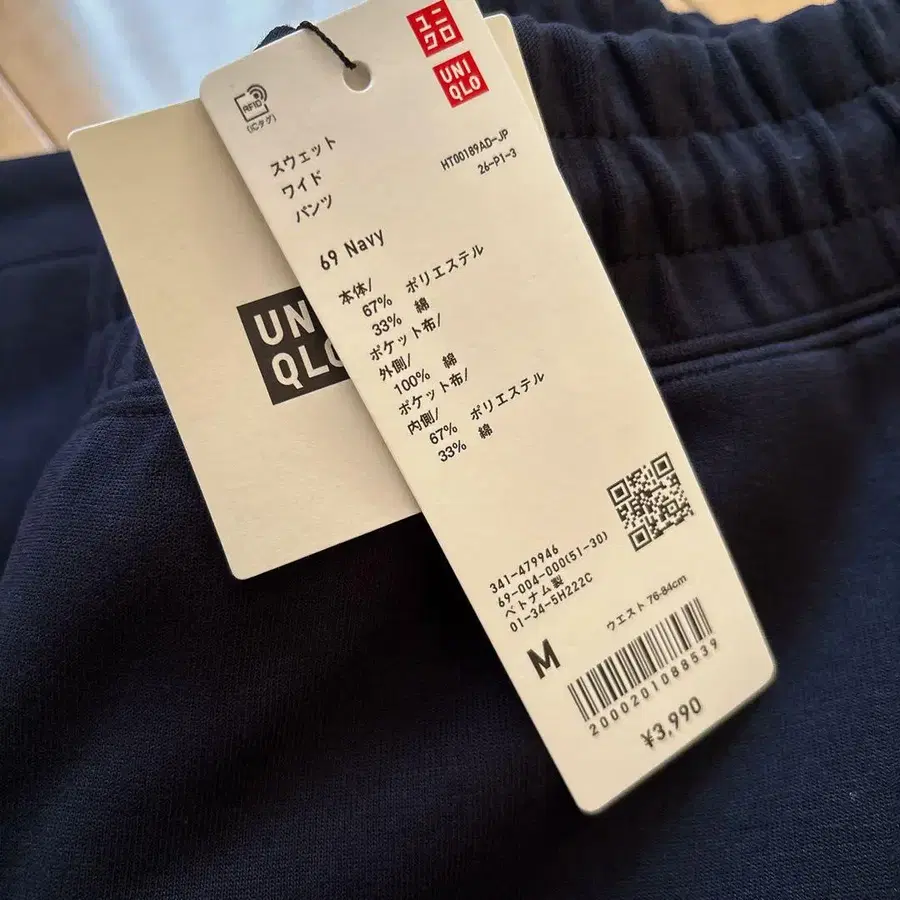 ユニ
クロ
UNI
QLO
RFID
(ICタグ)
スウェット
ワイド
パンツ
HT00189AD-JP
26-P1-3
69 Navy
本体/
67% ポリエステル
33% 綿
ポケット布/
外側/
100% 綿
ポケット布/
内側/
67% ポリエステル
33% 綿
341-479946
69-004-000(51-30)
ベトナム製
01-34-5H222C
M
ウエスト 76-84cm
2000201088539
¥3,990
UN
QLO